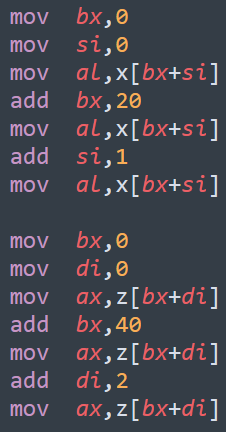 mov bx,0
mov si,0
mov al,x[bx+si]
add bx,20
mov al,x[bx+si]
add si,1
mov al,x[bx+si]
mov bx,0
mov di,0
mov ax,z[bx+di]
add bx,40
mov ax,z[bx+di]
add di,2
mov ax,z[bx+di]